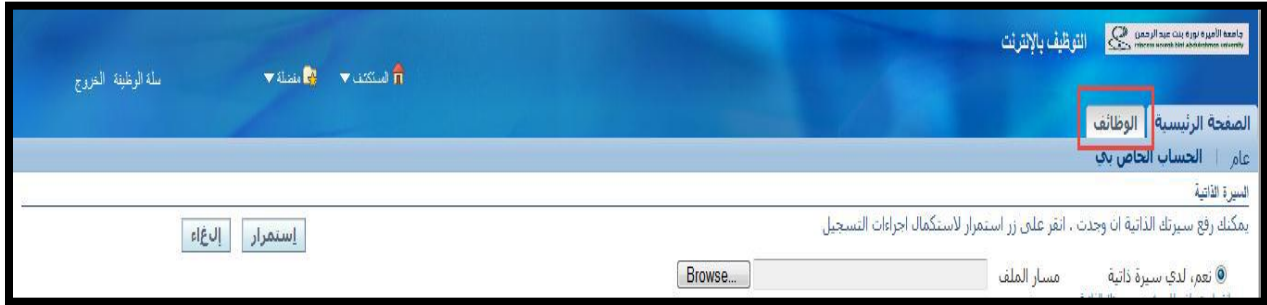 جامعة الأميرة نورة بنت عبد الرحمن
princess nourah bint abdulrahman university
التوظيف بالإنترنت
المستكشف مفضلة سلة الوظيفة الخروج
الصفحة الرئيسية الوظائف
عام | الحساب الخاص بي
السيرة الذاتية
يمكنك رفع سيرتك الذاتية ان وجدت ، انقر على زر استمرار لاستكمال اجراءات التسجيل
إستمرار إلغاء
نعم، لدي سيرة ذاتية مسار الملف Browse...